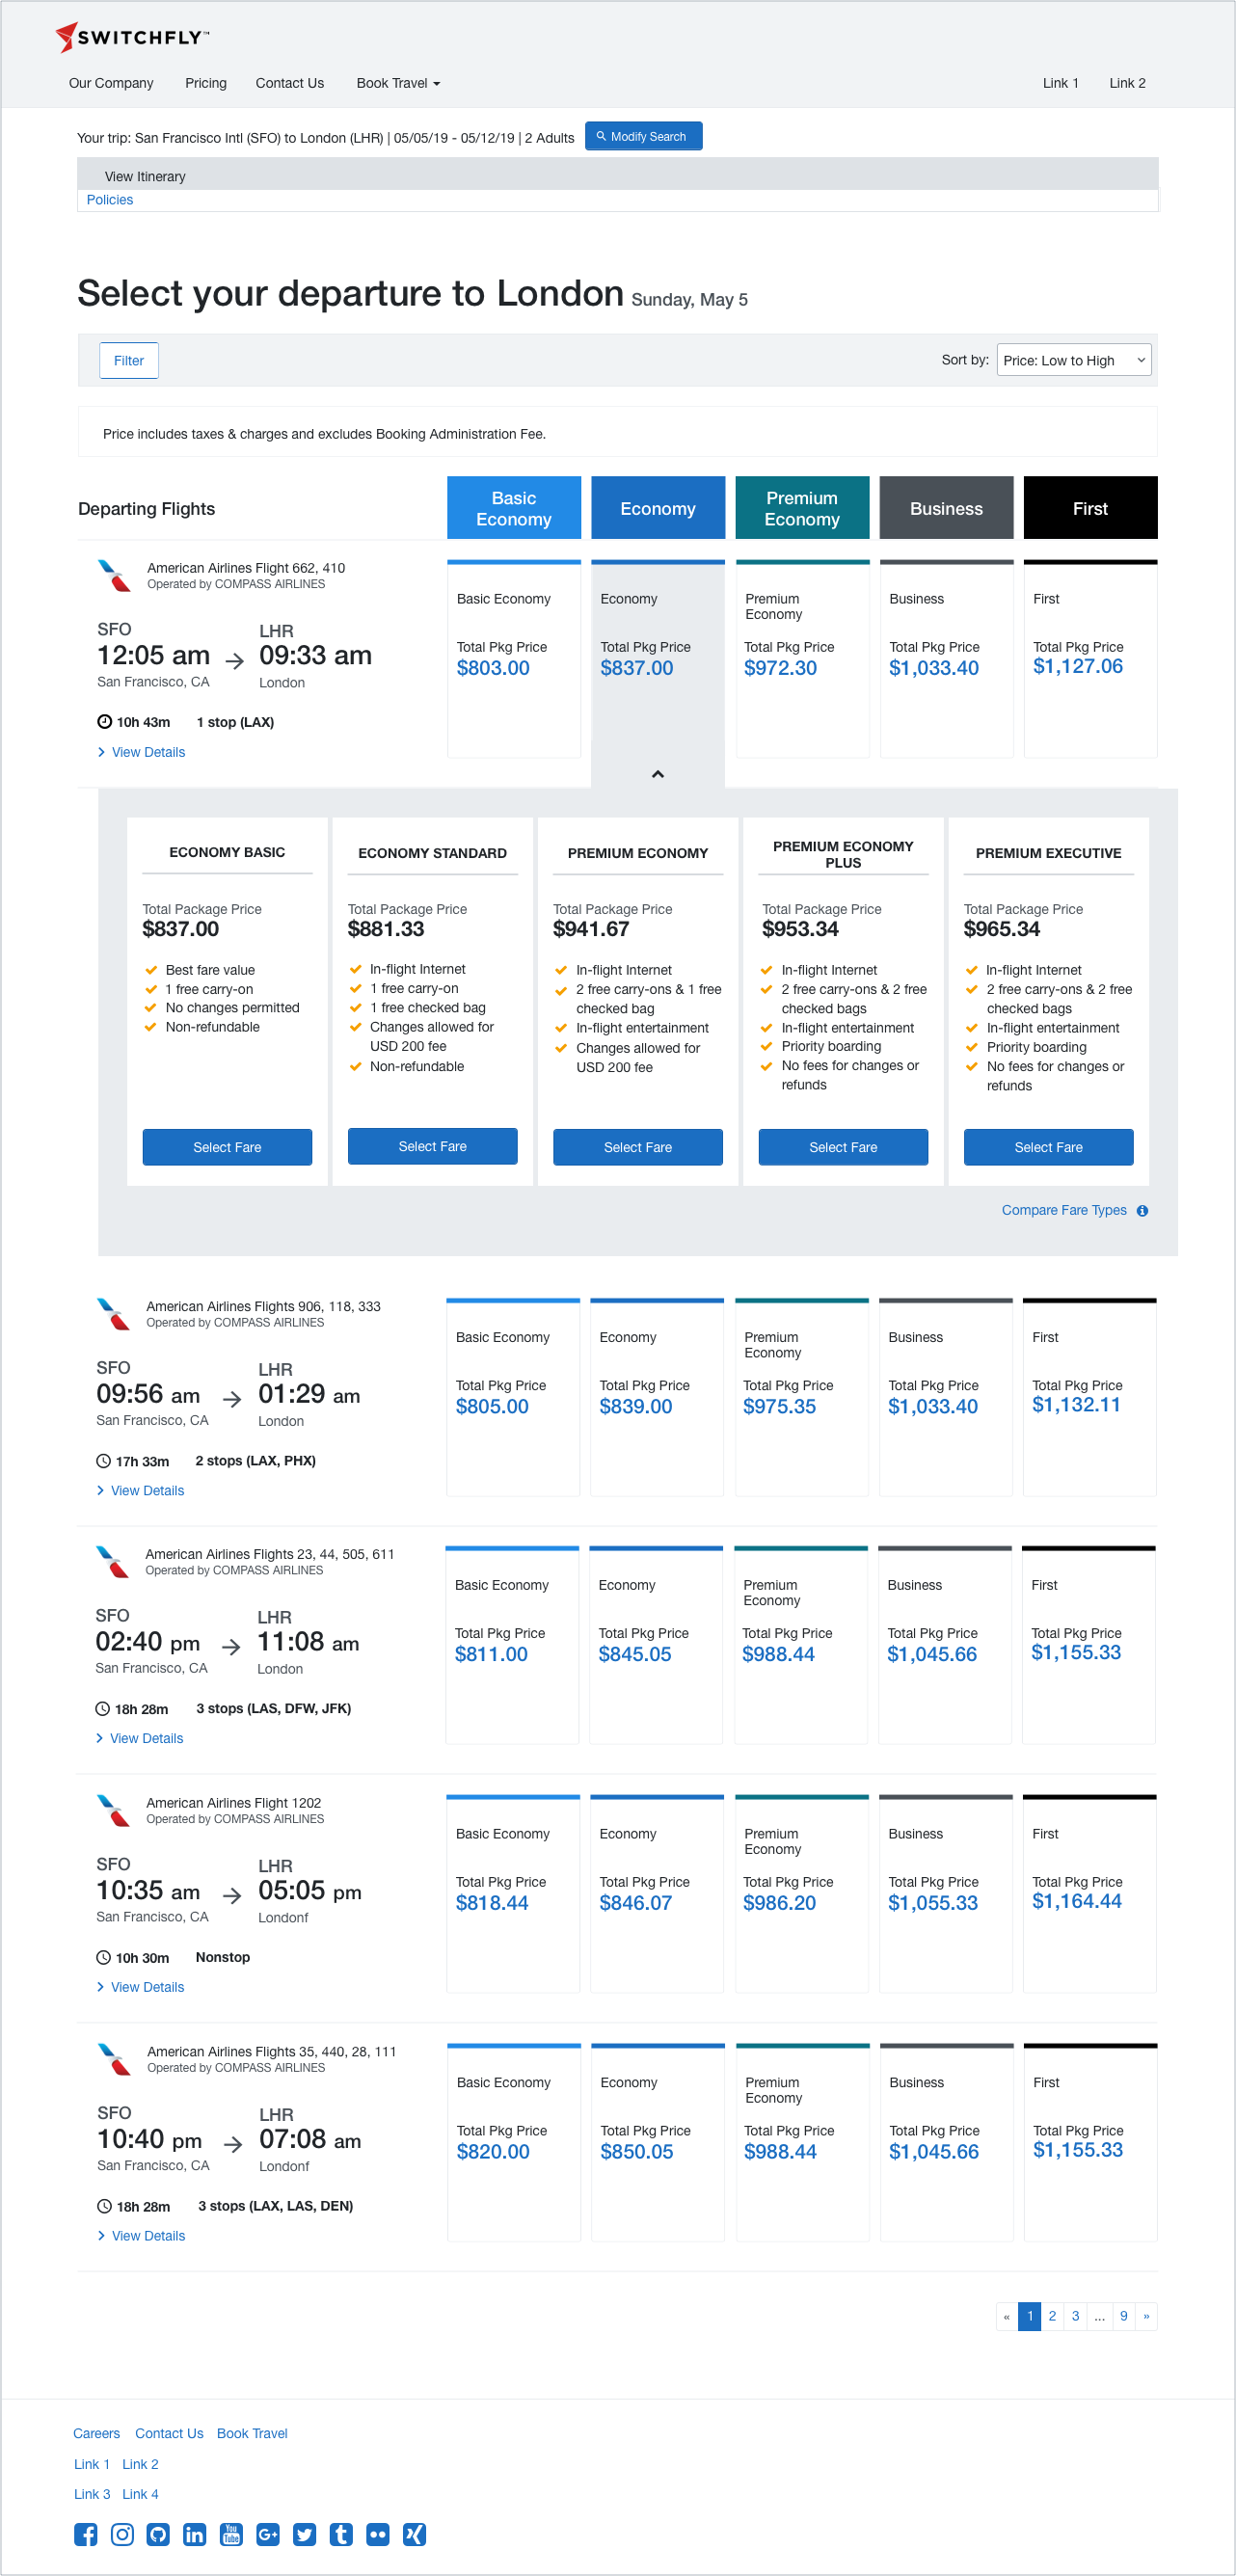 SWITCHFLY™
Our Company Pricing Contact Us Book Travel Link 1 Link 2
Your trip: San Francisco Intl (SFO) to London (LHR) | 05/05/19 - 05/12/19 | 2 Adults Modify Search
View Itinerary
Policies
Select your departure to London Sunday, May 5
Filter Sort by: Price: Low to High
Price includes taxes & charges and excludes Booking Administration Fee.
Departing Flights
Basic
Economy
Economy
Premium
Economy
Business
First
American Airlines Flight 662, 410
Operated by COMPASS AIRLINES
SFO LHR
12:05 am 09:33 am
San Francisco, CA London
10h 43m 1 stop (LAX)
View Details
Basic Economy
Total Pkg Price
$803.00
Economy
Total Pkg Price
$837.00
Premium
Economy
Total Pkg Price
$972.30
Business
Total Pkg Price
$1,033.40
First
Total Pkg Price
$1,127.06
ECONOMY BASIC
Total Package Price
$837.00
Best fare value
1 free carry-on
No changes permitted
Non-refundable
Select Fare
ECONOMY STANDARD
Total Package Price
$881.33
In-flight Internet
1 free carry-on
1 free checked bag
Changes allowed for
USD 200 fee
Non-refundable
Select Fare
PREMIUM ECONOMY
Total Package Price
$941.67
In-flight Internet
2 free carry-ons & 1 free
checked bag
In-flight entertainment
Changes allowed for
USD 200 fee
Select Fare
PREMIUM ECONOMY
PLUS
Total Package Price
$953.34
In-flight Internet
2 free carry-ons & 2 free
checked bags
In-flight entertainment
Priority boarding
No fees for changes or
refunds
Select Fare
PREMIUM EXECUTIVE
Total Package Price
$965.34
In-flight Internet
2 free carry-ons & 2 free
checked bags
In-flight entertainment
Priority boarding
No fees for changes or
refunds
Select Fare
Compare Fare Types
American Airlines Flights 906, 118, 333
Operated by COMPASS AIRLINES
SFO LHR
09:56 am 01:29 am
San Francisco, CA London
17h 33m 2 stops (LAX, PHX)
View Details
Basic Economy
Total Pkg Price
$805.00
Economy
Total Pkg Price
$839.00
Premium
Economy
Total Pkg Price
$975.35
Business
Total Pkg Price
$1,033.40
First
Total Pkg Price
$1,132.11
American Airlines Flights 23, 44, 505, 611
Operated by COMPASS AIRLINES
SFO LHR
02:40 pm 11:08 am
San Francisco, CA London
18h 28m 3 stops (LAS, DFW, JFK)
View Details
Basic Economy
Total Pkg Price
$811.00
Economy
Total Pkg Price
$845.05
Premium
Economy
Total Pkg Price
$988.44
Business
Total Pkg Price
$1,045.66
First
Total Pkg Price
$1,155.33
American Airlines Flight 1202
Operated by COMPASS AIRLINES
SFO LHR
10:35 am 05:05 pm
San Francisco, CA Londonf
10h 30m Nonstop
View Details
Basic Economy
Total Pkg Price
$818.44
Economy
Total Pkg Price
$846.07
Premium
Economy
Total Pkg Price
$986.20
Business
Total Pkg Price
$1,055.33
First
Total Pkg Price
$1,164.44
American Airlines Flights 35, 440, 28, 111
Operated by COMPASS AIRLINES
SFO LHR
10:40 pm 07:08 am
San Francisco, CA Londonf
18h 28m 3 stops (LAX, LAS, DEN)
View Details
Basic Economy
Total Pkg Price
$820.00
Economy
Total Pkg Price
$850.05
Premium
Economy
Total Pkg Price
$988.44
Business
Total Pkg Price
$1,045.66
First
Total Pkg Price
$1,155.33
« 1 2 3 ... 9 »
Careers Contact Us Book Travel
Link 1 Link 2
Link 3 Link 4
You
Tube